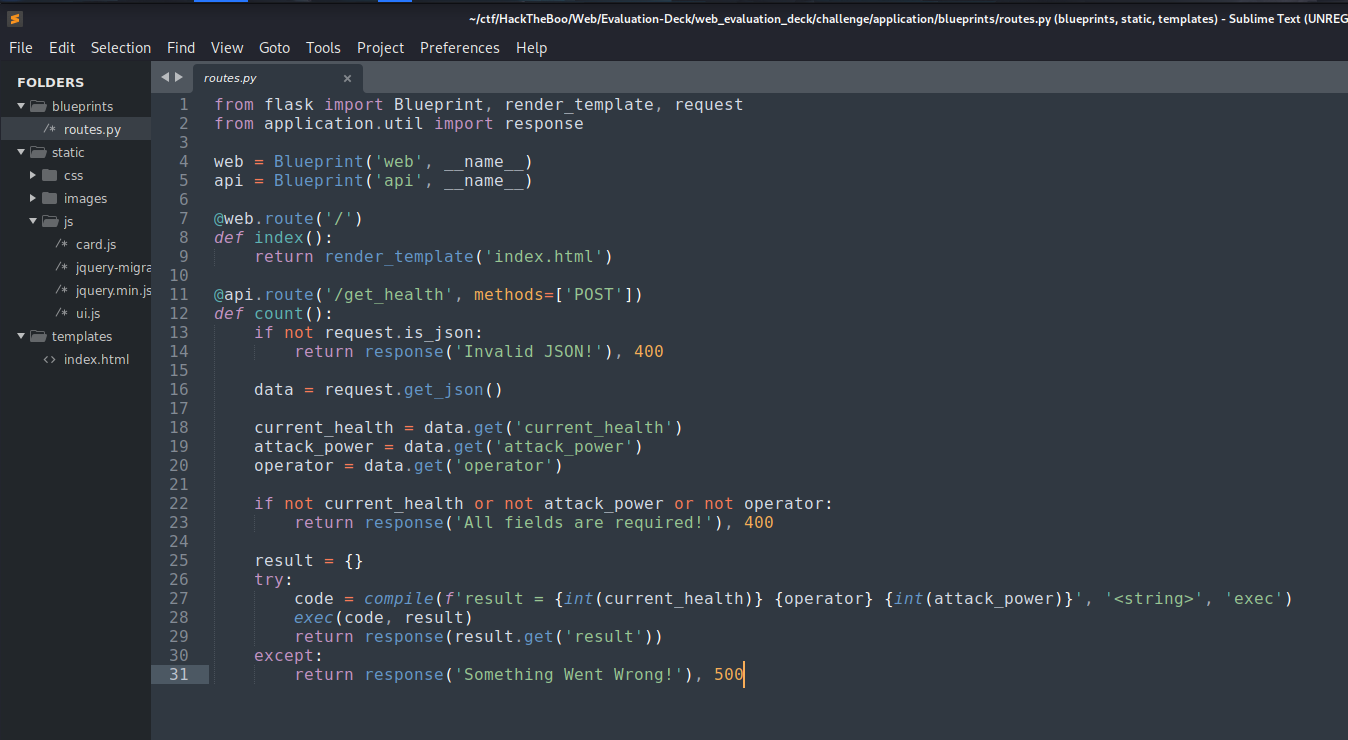 ~/ctf/HackTheBoo/Web/Evaluation-Deck/web_evaluation_deck/challenge/application/blueprints/routes.py (blueprints, static, templates) - Sublime Text (UNREG
File Edit Selection Find View Goto Tools Project Preferences Help
FOLDERS
blueprints
/* routes.py
static
css
images
js
/* card.js
/* jquery-migra
/* jquery.min.js
/* ui.js
templates
<> index.html
routes.py ×
1 from flask import Blueprint, render_template, request
2 from application.util import response
3
4 web = Blueprint('web', __name__)
5 api = Blueprint('api', __name__)
6
7 @web.route('/')
8 def index():
9     return render_template('index.html')
10
11 @api.route('/get_health', methods=['POST'])
12 def count():
13     if not request.is_json:
14         return response('Invalid JSON!'), 400
15
16     data = request.get_json()
17
18     current_health = data.get('current_health')
19     attack_power = data.get('attack_power')
20     operator = data.get('operator')
21
22     if not current_health or not attack_power or not operator:
23         return response('All fields are required!'), 400
24
25     result = {}
26     try:
27         code = compile(f'result = {int(current_health)} {operator} {int(attack_power)}', '<string>', 'exec')
28         exec(code, result)
29         return response(result.get('result'))
30     except:
31         return response('Something Went Wrong!'), 500